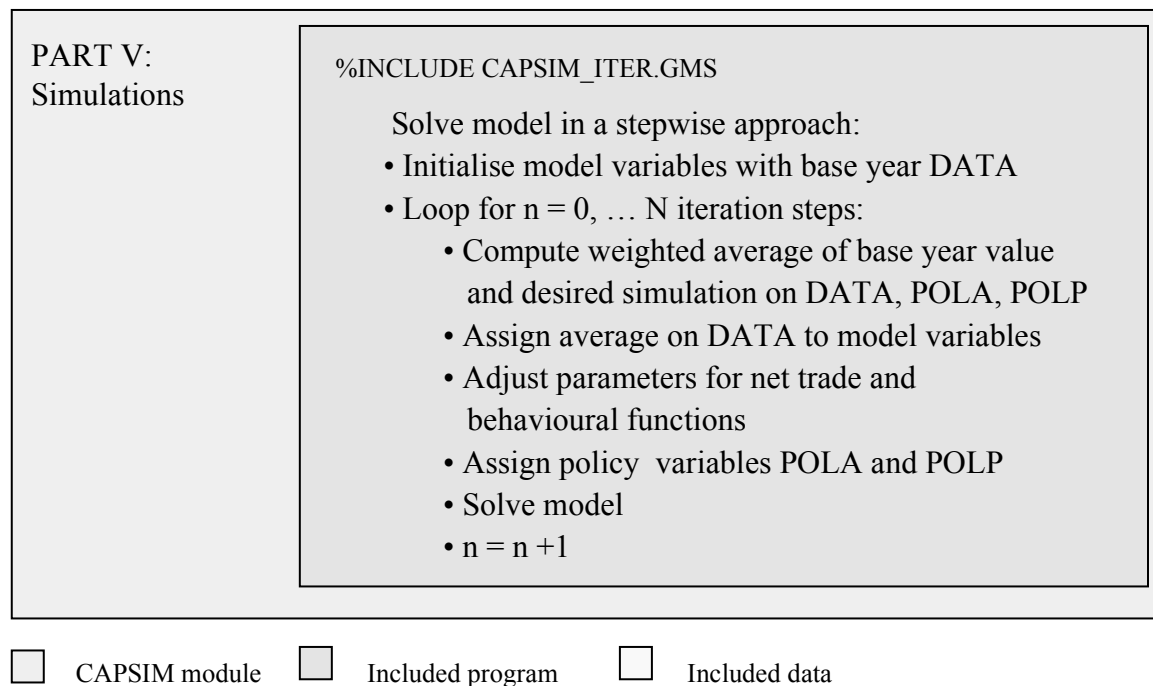 PART V:
Simulations
%INCLUDE CAPSIM_ITER.GMS
Solve model in a stepwise approach:
• Initialise model variables with base year DATA
• Loop for n = 0, … N iteration steps:
• Compute weighted average of base year value
and desired simulation on DATA, POLA, POLP
• Assign average on DATA to model variables
• Adjust parameters for net trade and
behavioural functions
• Assign policy variables POLA and POLP
• Solve model
• n = n +1
CAPSIM module Included program Included data